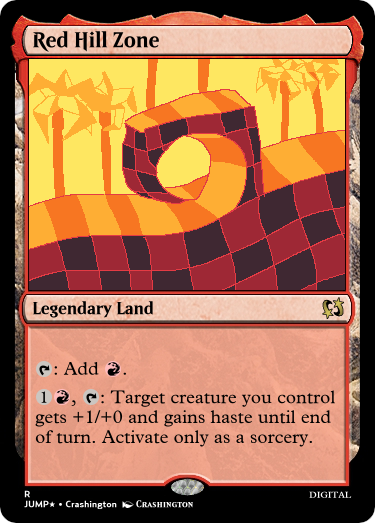 Red Hill Zone
Legendary Land
: Add .
1 , : Target creature you control
gets +1/+0 and gains haste until end
of turn. Activate only as a sorcery.
R
DIGITAL
JUMP★ • Crashington Crashington